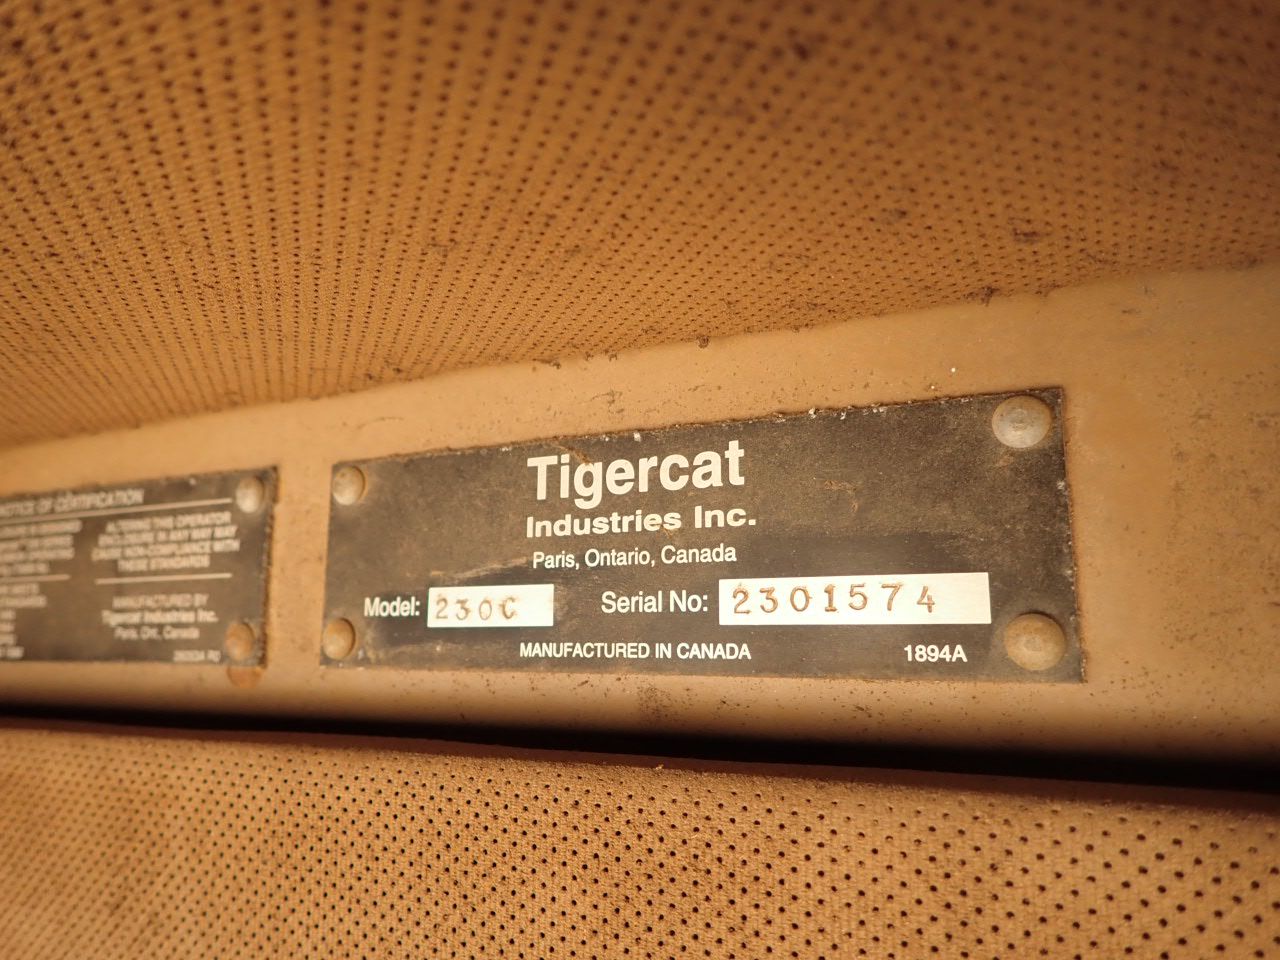 NOTICE OF CERTIFICATION
ALTERING THIS OPERATOR
ENCLOSURE IN ANY WAY MAY
CAUSE NON-COMPLIANCE WITH
THESE STANDARDS
MANUFACTURED BY
Tigercat Industries Inc.
Paris, Ont., Canada
Tigercat
Industries Inc.
Paris, Ontario, Canada
Model: 230C Serial No: 2301574
MANUFACTURED IN CANADA 1894A